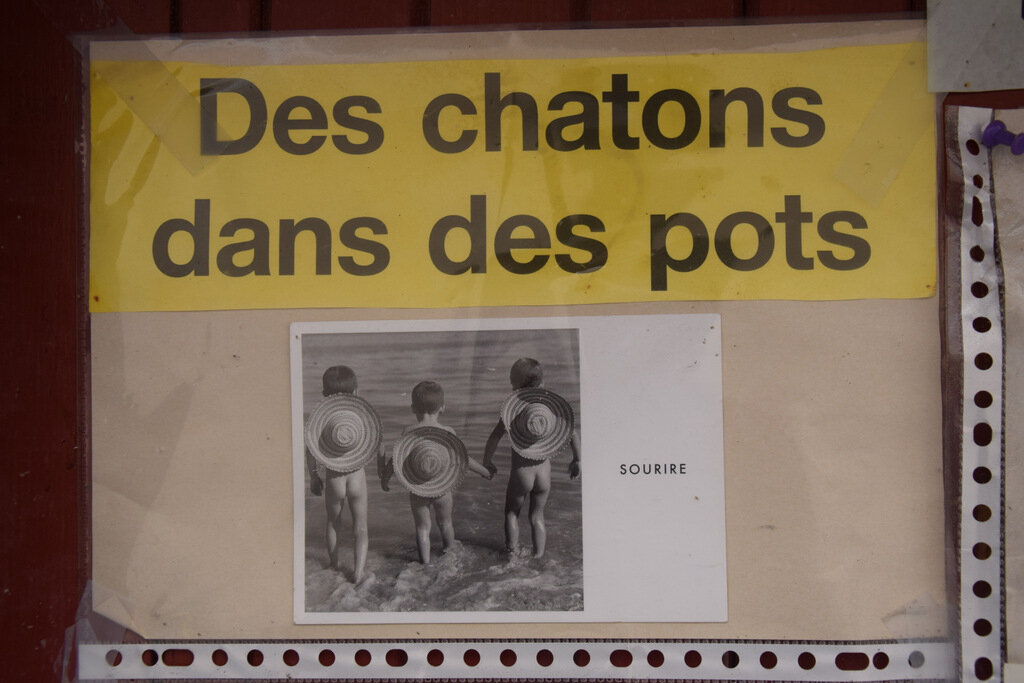 Des chatons
dans des pots
SOURIRE